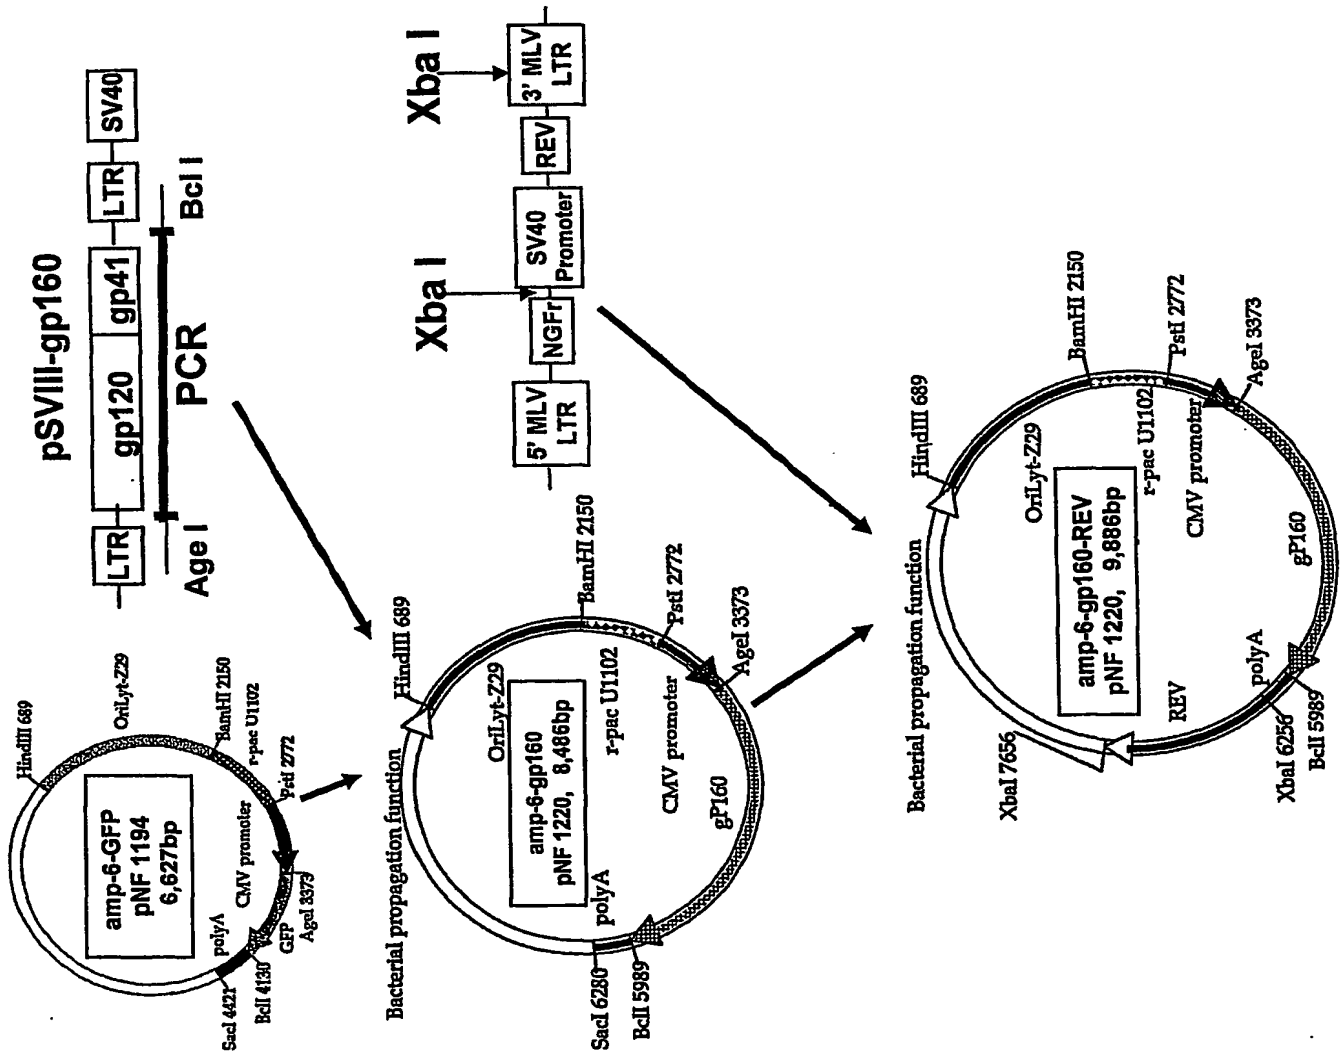 pSVIII-gp160
LTR
gp120
gp41
LTR
SV40
Age I
PCR
Bcl I
Xba I
Xba I
5' MLV
LTR
NGFr
SV40
Promoter
REV
3' MLV
LTR
HindIII 689
OriLyt-Z29
BamHI 2150
r-pac U1102
PstI 2772
CMV promoter
AgeI 3373
GFP
polyA
BclI 4130
SacI 4421
amp-6-GFP
pNF 1194
6,627bp
Bacterial propagation function
HindIII 689
OriLyt-Z29
BamHI 2150
r-pac U1102
PstI 2772
CMV promoter
AgeI 3373
gP160
polyA
BclI 5989
SacI 6280
amp-6-gp160
pNF 1220, 8,486bp
Bacterial propagation function
HindIII 689
OriLyt-Z29
BamHI 2150
r-pac U1102
PstI 2772
CMV promoter
AgeI 3373
gP160
polyA
BclI 5989
XbaI 6256
REV
XbaI 7656
amp-6-gp160-REV
pNF 1220, 9,886bp